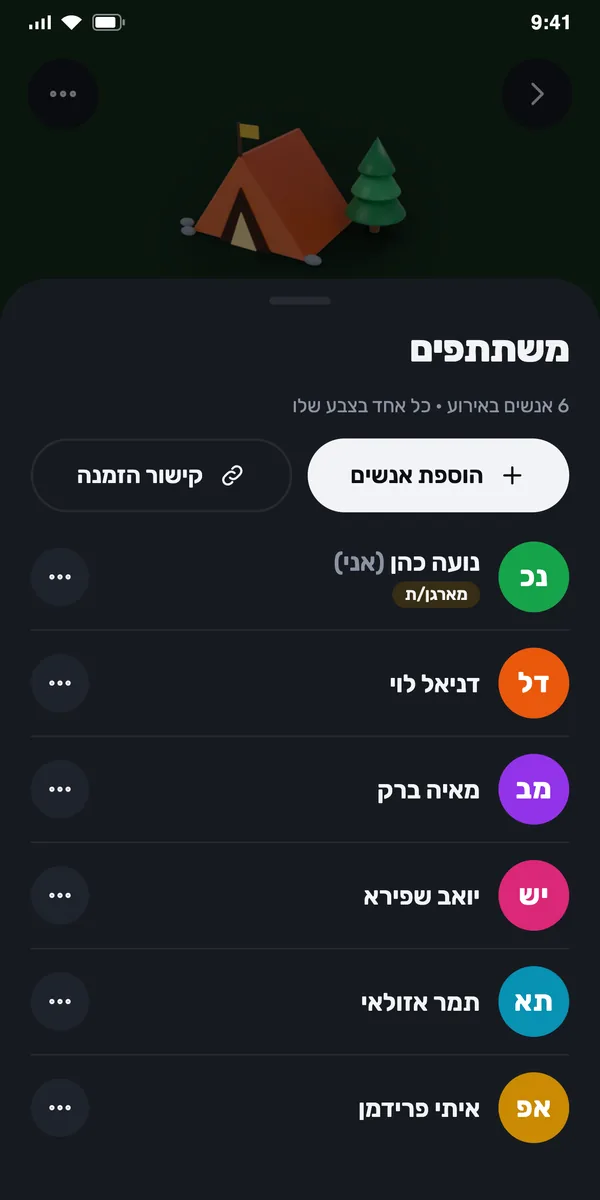 9:41
משתתפים
6 אנשים באירוע • כל אחד בצבע שלו
הוספת אנשים
קישור הזמנה
נכ
נועה כהן (אני)
מארגן/ת
דל
דניאל לוי
מב
מאיה ברק
יש
יואב שפירא
תא
תמר אזולאי
אפ
איתי פרידמן